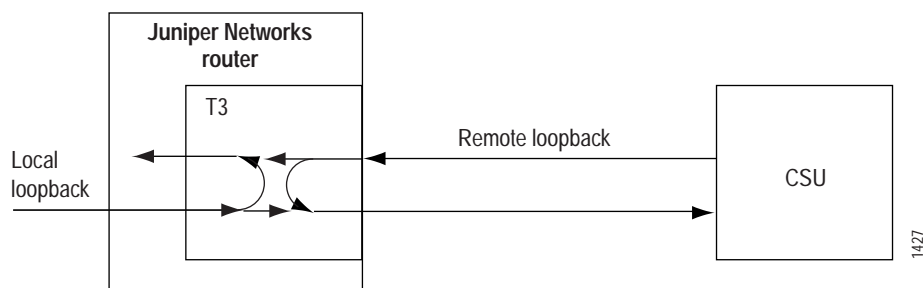 Juniper Networks
router
T3
Remote loopback
Local
loopback
CSU
1427